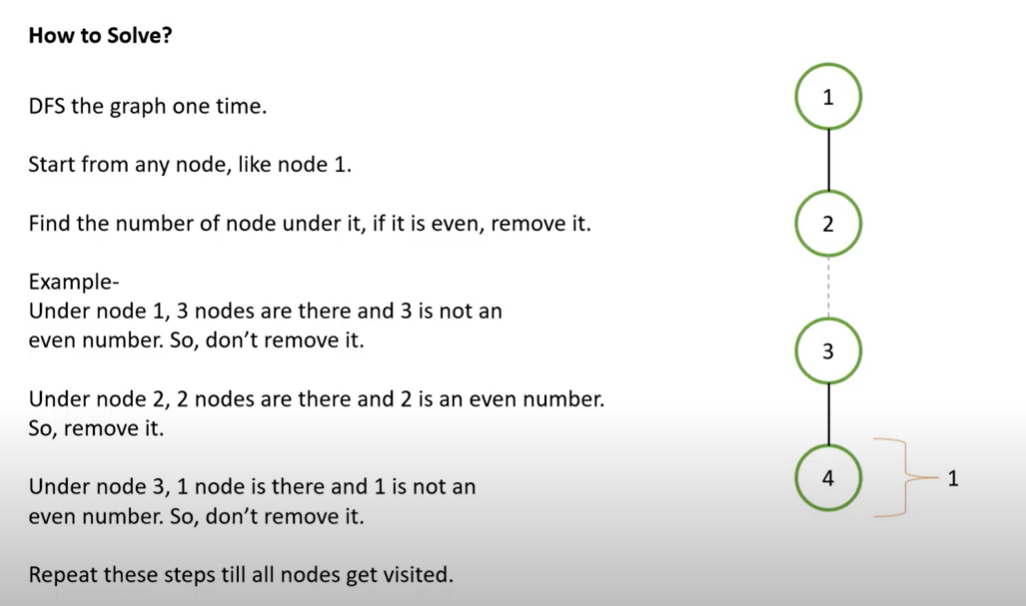 How to Solve?
DFS the graph one time.
Start from any node, like node 1.
Find the number of node under it, if it is even, remove it.
Example-
Under node 1, 3 nodes are there and 3 is not an
even number. So, don't remove it.
Under node 2, 2 nodes are there and 2 is an even number.
So, remove it.
Under node 3, 1 node is there and 1 is not an
even number. So, don't remove it.
Repeat these steps till all nodes get visited.
1
2
3
4
1